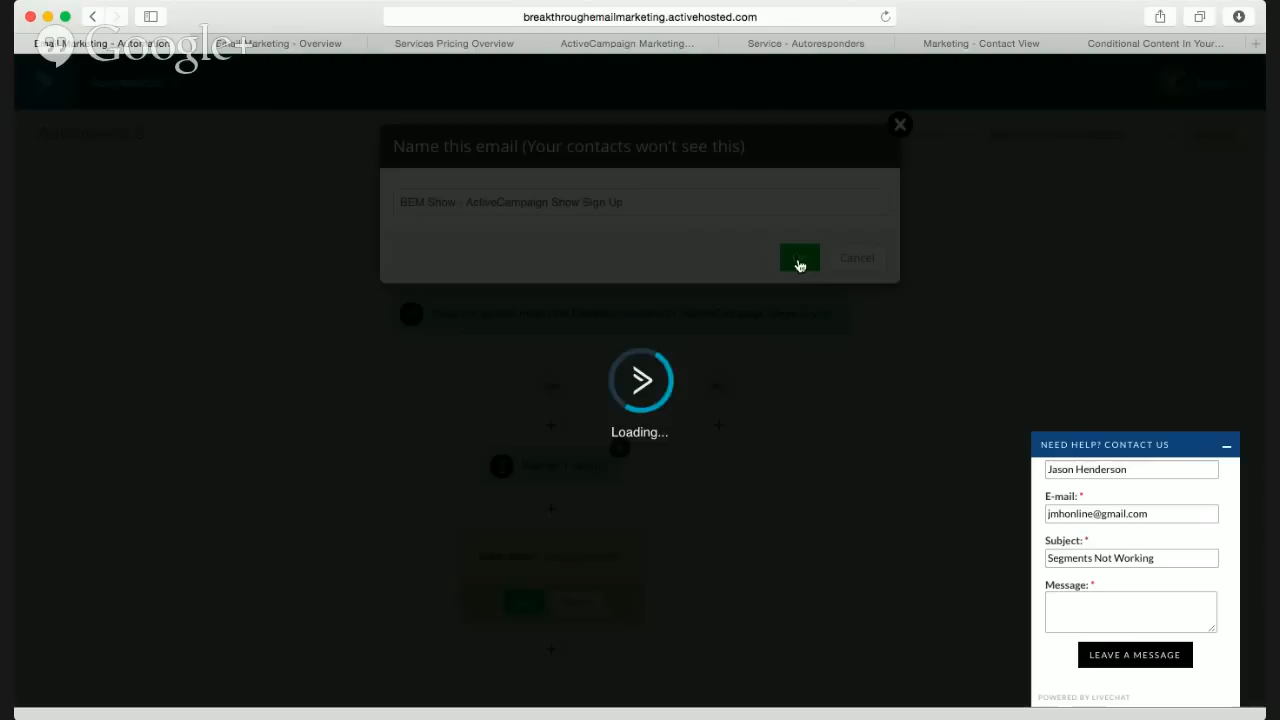 breakthroughemailmarketing.activehosted.com
Email Marketing - Automation
Email Marketing - Overview
Services Pricing Overview
ActiveCampaign Marketing...
Service - Autoresponders
Marketing - Contact View
Conditional Content In Your...
Google+
Name this email (Your contacts won't see this)
BEM Show - ActiveCampaign Show Sign Up
Cancel
Loading...
NEED HELP? CONTACT US
Jason Henderson
E-mail: *
jmhonline@gmail.com
Subject: *
Segments Not Working
Message: *
LEAVE A MESSAGE
POWERED BY LIVECHAT